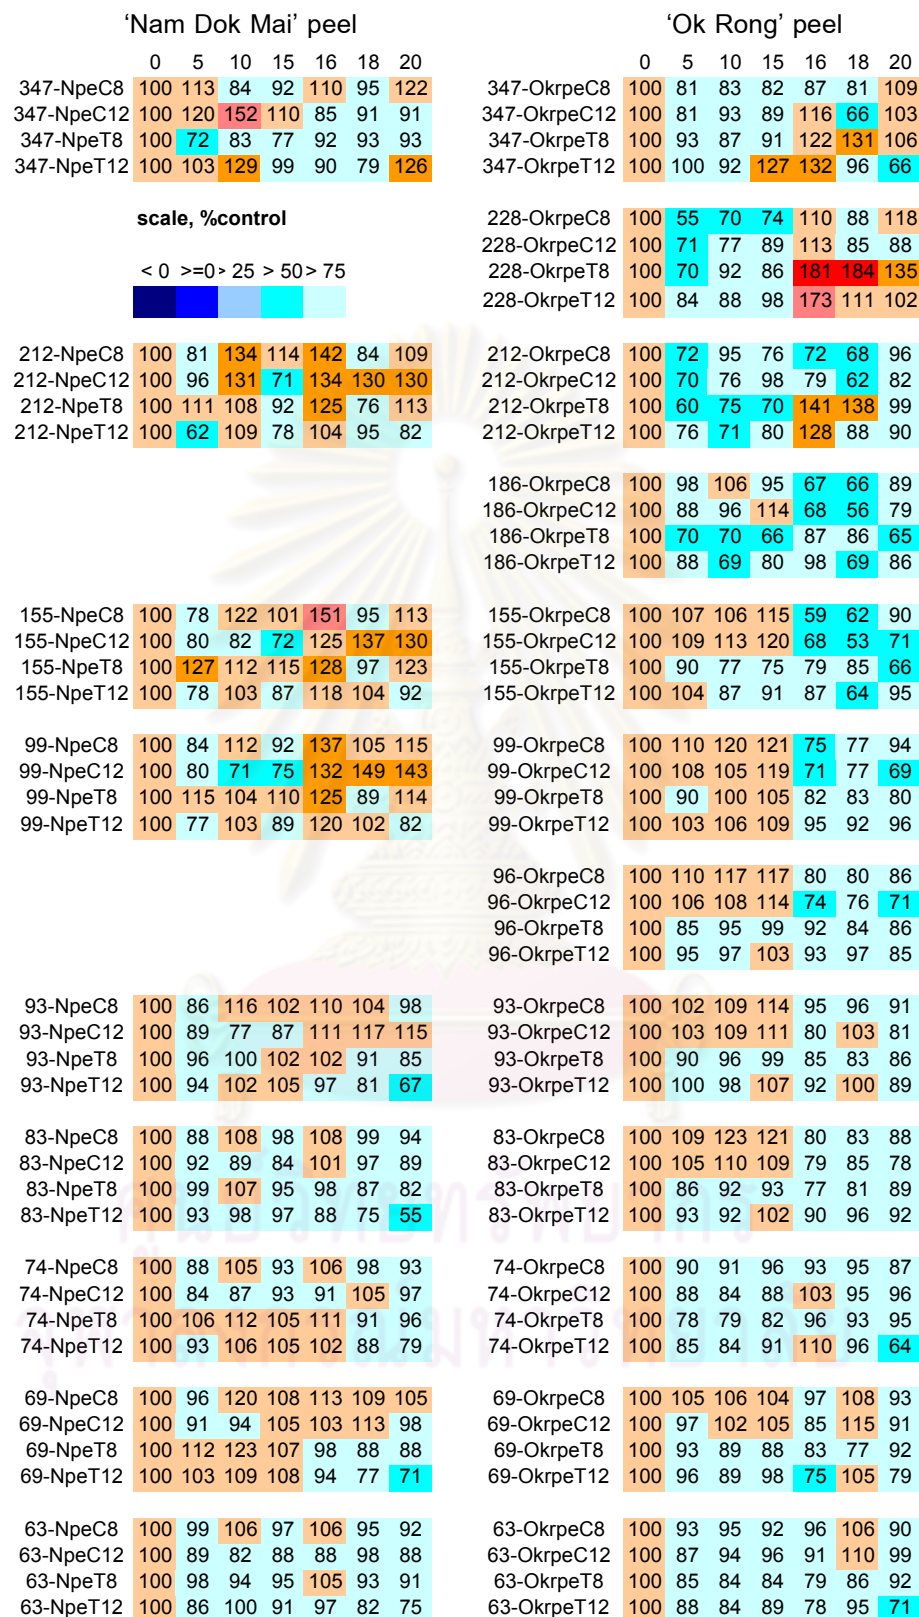 'Nam Dok Mai' peel
0 5 10 15 16 18 20
347-NpeC8 100 113 84 92 110 95 122
347-NpeC12 100 120 152 110 85 91 91
347-NpeT8 100 72 83 77 92 93 93
347-NpeT12 100 103 129 99 90 79 126
scale, %control
< 0 >=0 > 25 > 50 > 75
212-NpeC8 100 81 134 114 142 84 109
212-NpeC12 100 96 131 71 134 130 130
212-NpeT8 100 111 108 92 125 76 113
212-NpeT12 100 62 109 78 104 95 82
155-NpeC8 100 78 122 101 151 95 113
155-NpeC12 100 80 82 72 125 137 130
155-NpeT8 100 127 112 115 128 97 123
155-NpeT12 100 78 103 87 118 104 92
99-NpeC8 100 84 112 92 137 105 115
99-NpeC12 100 80 71 75 132 149 143
99-NpeT8 100 115 104 110 125 89 114
99-NpeT12 100 77 103 89 120 102 82
93-NpeC8 100 86 116 102 110 104 98
93-NpeC12 100 89 77 87 111 117 115
93-NpeT8 100 96 100 102 102 91 85
93-NpeT12 100 94 102 105 97 81 67
83-NpeC8 100 88 108 98 108 99 94
83-NpeC12 100 92 89 84 101 97 89
83-NpeT8 100 99 107 95 98 87 82
83-NpeT12 100 93 98 97 88 75 55
74-NpeC8 100 88 105 93 106 98 93
74-NpeC12 100 84 87 93 91 105 97
74-NpeT8 100 106 112 105 111 91 96
74-NpeT12 100 93 106 105 102 88 79
69-NpeC8 100 96 120 108 113 109 105
69-NpeC12 100 91 94 105 103 113 98
69-NpeT8 100 112 123 107 98 88 88
69-NpeT12 100 103 109 108 94 77 71
63-NpeC8 100 99 106 97 106 95 92
63-NpeC12 100 89 82 88 88 98 88
63-NpeT8 100 98 94 95 105 93 91
63-NpeT12 100 86 100 91 97 82 75
'Ok Rong' peel
0 5 10 15 16 18 20
347-OkrpeC8 100 81 83 82 87 81 109
347-OkrpeC12 100 81 93 89 116 66 103
347-OkrpeT8 100 93 87 91 122 131 106
347-OkrpeT12 100 100 92 127 132 96 66
228-OkrpeC8 100 55 70 74 110 88 118
228-OkrpeC12 100 71 77 89 113 85 88
228-OkrpeT8 100 70 92 86 181 184 135
228-OkrpeT12 100 84 88 98 173 111 102
212-OkrpeC8 100 72 95 76 72 68 96
212-OkrpeC12 100 70 76 98 79 62 82
212-OkrpeT8 100 60 75 70 141 138 99
212-OkrpeT12 100 76 71 80 128 88 90
186-OkrpeC8 100 98 106 95 67 66 89
186-OkrpeC12 100 88 96 114 68 56 79
186-OkrpeT8 100 70 70 66 87 86 65
186-OkrpeT12 100 88 69 80 98 69 86
155-OkrpeC8 100 107 106 115 59 62 90
155-OkrpeC12 100 109 113 120 68 53 71
155-OkrpeT8 100 90 77 75 79 85 66
155-OkrpeT12 100 104 87 91 87 64 95
99-OkrpeC8 100 110 120 121 75 77 94
99-OkrpeC12 100 108 105 119 71 77 69
99-OkrpeT8 100 90 100 105 82 83 80
99-OkrpeT12 100 103 106 109 95 92 96
96-OkrpeC8 100 110 117 117 80 80 86
96-OkrpeC12 100 106 108 114 74 76 71
96-OkrpeT8 100 85 95 99 92 84 86
96-OkrpeT12 100 95 97 103 93 97 85
93-OkrpeC8 100 102 109 114 95 96 91
93-OkrpeC12 100 103 109 111 80 103 81
93-OkrpeT8 100 90 96 99 85 83 86
93-OkrpeT12 100 100 98 107 92 100 89
83-OkrpeC8 100 109 123 121 80 83 88
83-OkrpeC12 100 105 110 109 79 85 78
83-OkrpeT8 100 86 92 93 77 81 89
83-OkrpeT12 100 93 92 102 90 96 92
74-OkrpeC8 100 90 91 96 93 95 87
74-OkrpeC12 100 88 84 88 103 95 96
74-OkrpeT8 100 78 79 82 96 93 95
74-OkrpeT12 100 85 84 91 110 96 64
69-OkrpeC8 100 105 106 104 97 108 93
69-OkrpeC12 100 97 102 105 85 115 91
69-OkrpeT8 100 93 89 88 83 77 92
69-OkrpeT12 100 96 89 98 75 105 79
63-OkrpeC8 100 93 95 92 96 106 90
63-OkrpeC12 100 87 94 96 91 110 99
63-OkrpeT8 100 85 84 84 79 86 92
63-OkrpeT12 100 88 84 89 78 95 71
ศูนย์วิทยทรัพยากร
จุฬาลงกรณ์มหาวิทยาลัย